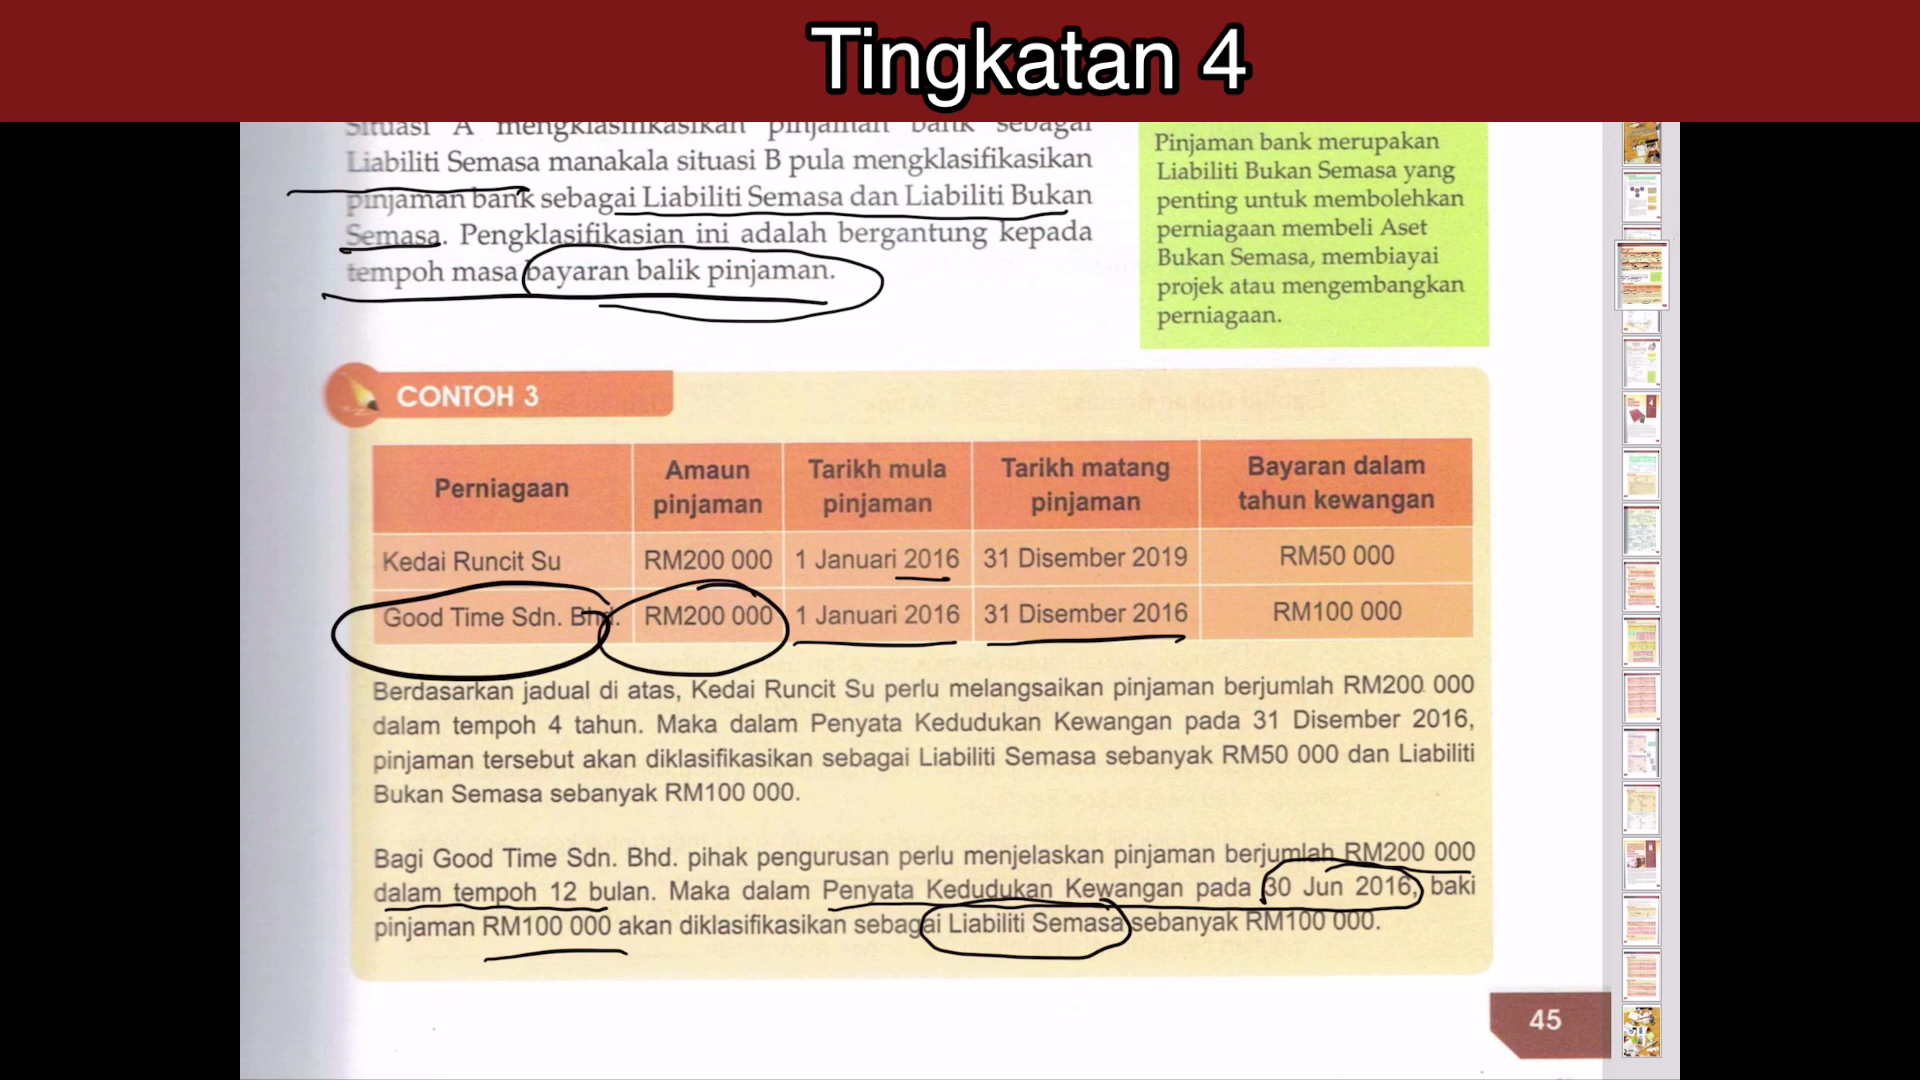 Tingkatan 4
Situasi A mengklasifikasikan pinjaman bank sebagai
Liabiliti Semasa manakala situasi B pula mengklasifikasikan
pinjaman bank sebagai Liabiliti Semasa dan Liabiliti Bukan
Semasa. Pengklasifikasian ini adalah bergantung kepada
tempoh masa bayaran balik pinjaman.
Pinjaman bank merupakan
Liabiliti Bukan Semasa yang
penting untuk membolehkan
perniagaan membeli Aset
Bukan Semasa, membiayai
projek atau mengembangkan
perniagaan.
CONTOH 3
Perniagaan
Amaun
pinjaman
Tarikh mula
pinjaman
Tarikh matang
pinjaman
Bayaran dalam
tahun kewangan
Kedai Runcit Su RM200 000 1 Januari 2016 31 Disember 2019 RM50 000
Good Time Sdn. Bhd. RM200 000 1 Januari 2016 31 Disember 2016 RM100 000
Berdasarkan jadual di atas, Kedai Runcit Su perlu melangsaikan pinjaman berjumlah RM200 000
dalam tempoh 4 tahun. Maka dalam Penyata Kedudukan Kewangan pada 31 Disember 2016,
pinjaman tersebut akan diklasifikasikan sebagai Liabiliti Semasa sebanyak RM50 000 dan Liabiliti
Bukan Semasa sebanyak RM100 000.
Bagi Good Time Sdn. Bhd. pihak pengurusan perlu menjelaskan pinjaman berjumlah RM200 000
dalam tempoh 12 bulan. Maka dalam Penyata Kedudukan Kewangan pada 30 Jun 2016, baki
pinjaman RM100 000 akan diklasifikasikan sebagai Liabiliti Semasa sebanyak RM100 000.
45